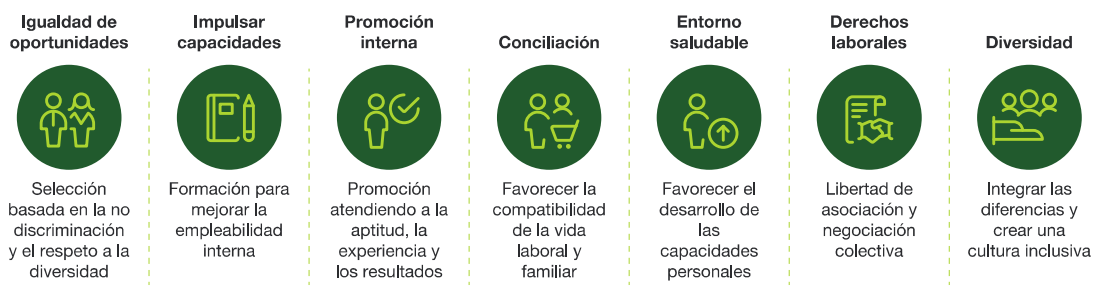 Igualdad de
oportunidades
Selección
basada en la no
discriminación
y el respeto a la
diversidad
Impulsar
capacidades
Formación para
mejorar la
empleabilidad
interna
Promoción
interna
Promoción
atendiendo a la
aptitud, la
experiencia y
los resultados
Conciliación
Favorecer la
compatibilidad
de la vida
laboral y
familiar
Entorno
saludable
Favorecer el
desarrollo de
las
capacidades
personales
Derechos
laborales
Libertad de
asociación y
negociación
colectiva
Diversidad
Integrar las
diferencias y
crear una
cultura inclusiva